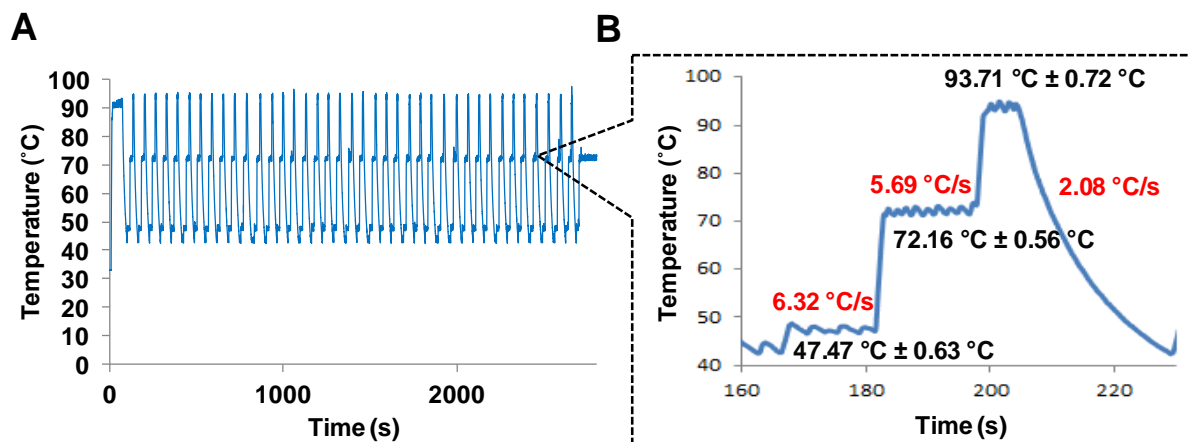 A
Temperature (°C)
100
90
80
70
60
50
40
30
20
10
0
0
1000
2000
Time (s)
B
Temperature (°C)
100
90
80
70
60
50
40
93.71 °C ± 0.72 °C
5.69 °C/s
2.08 °C/s
72.16 °C ± 0.56 °C
6.32 °C/s
47.47 °C ± 0.63 °C
160
180
200
220
Time (s)